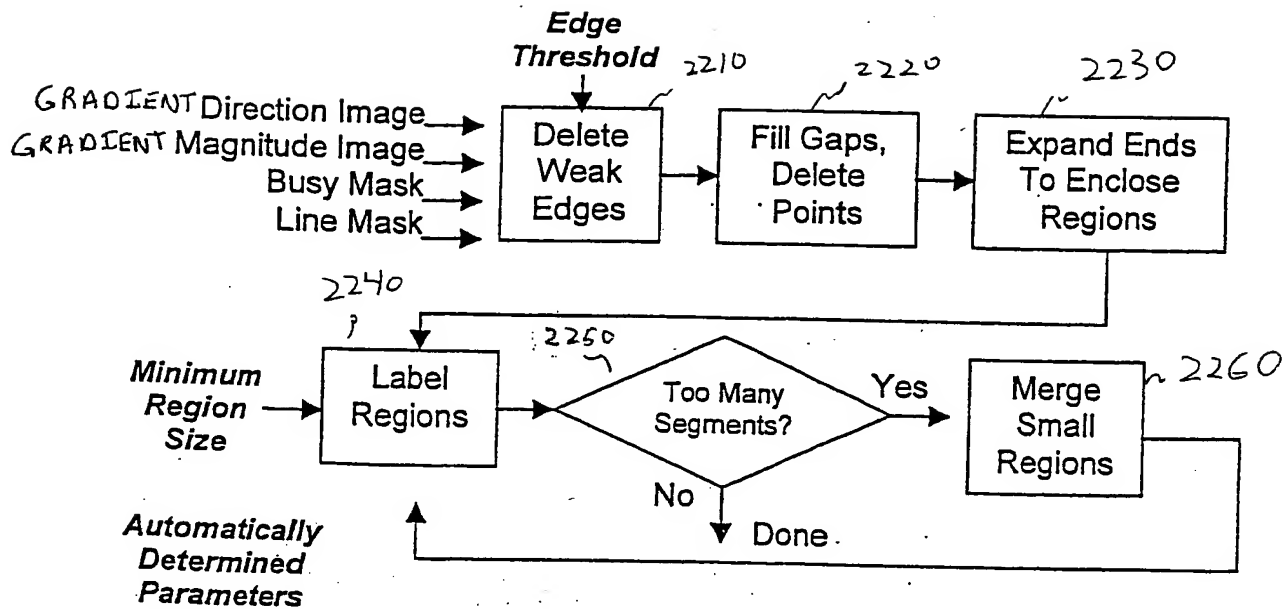 Edge
Threshold
2210
2220
2230
GRADIENT Direction Image
GRADIENT Magnitude Image
Busy Mask
Line Mask
Delete
Weak
Edges
Fill Gaps,
Delete
Points
Expand Ends
To Enclose
Regions
2240
2250
2260
Minimum
Region
Size
Label
Regions
Too Many
Segments?
Yes
Merge
Small
Regions
No
Done
Automatically
Determined
Parameters